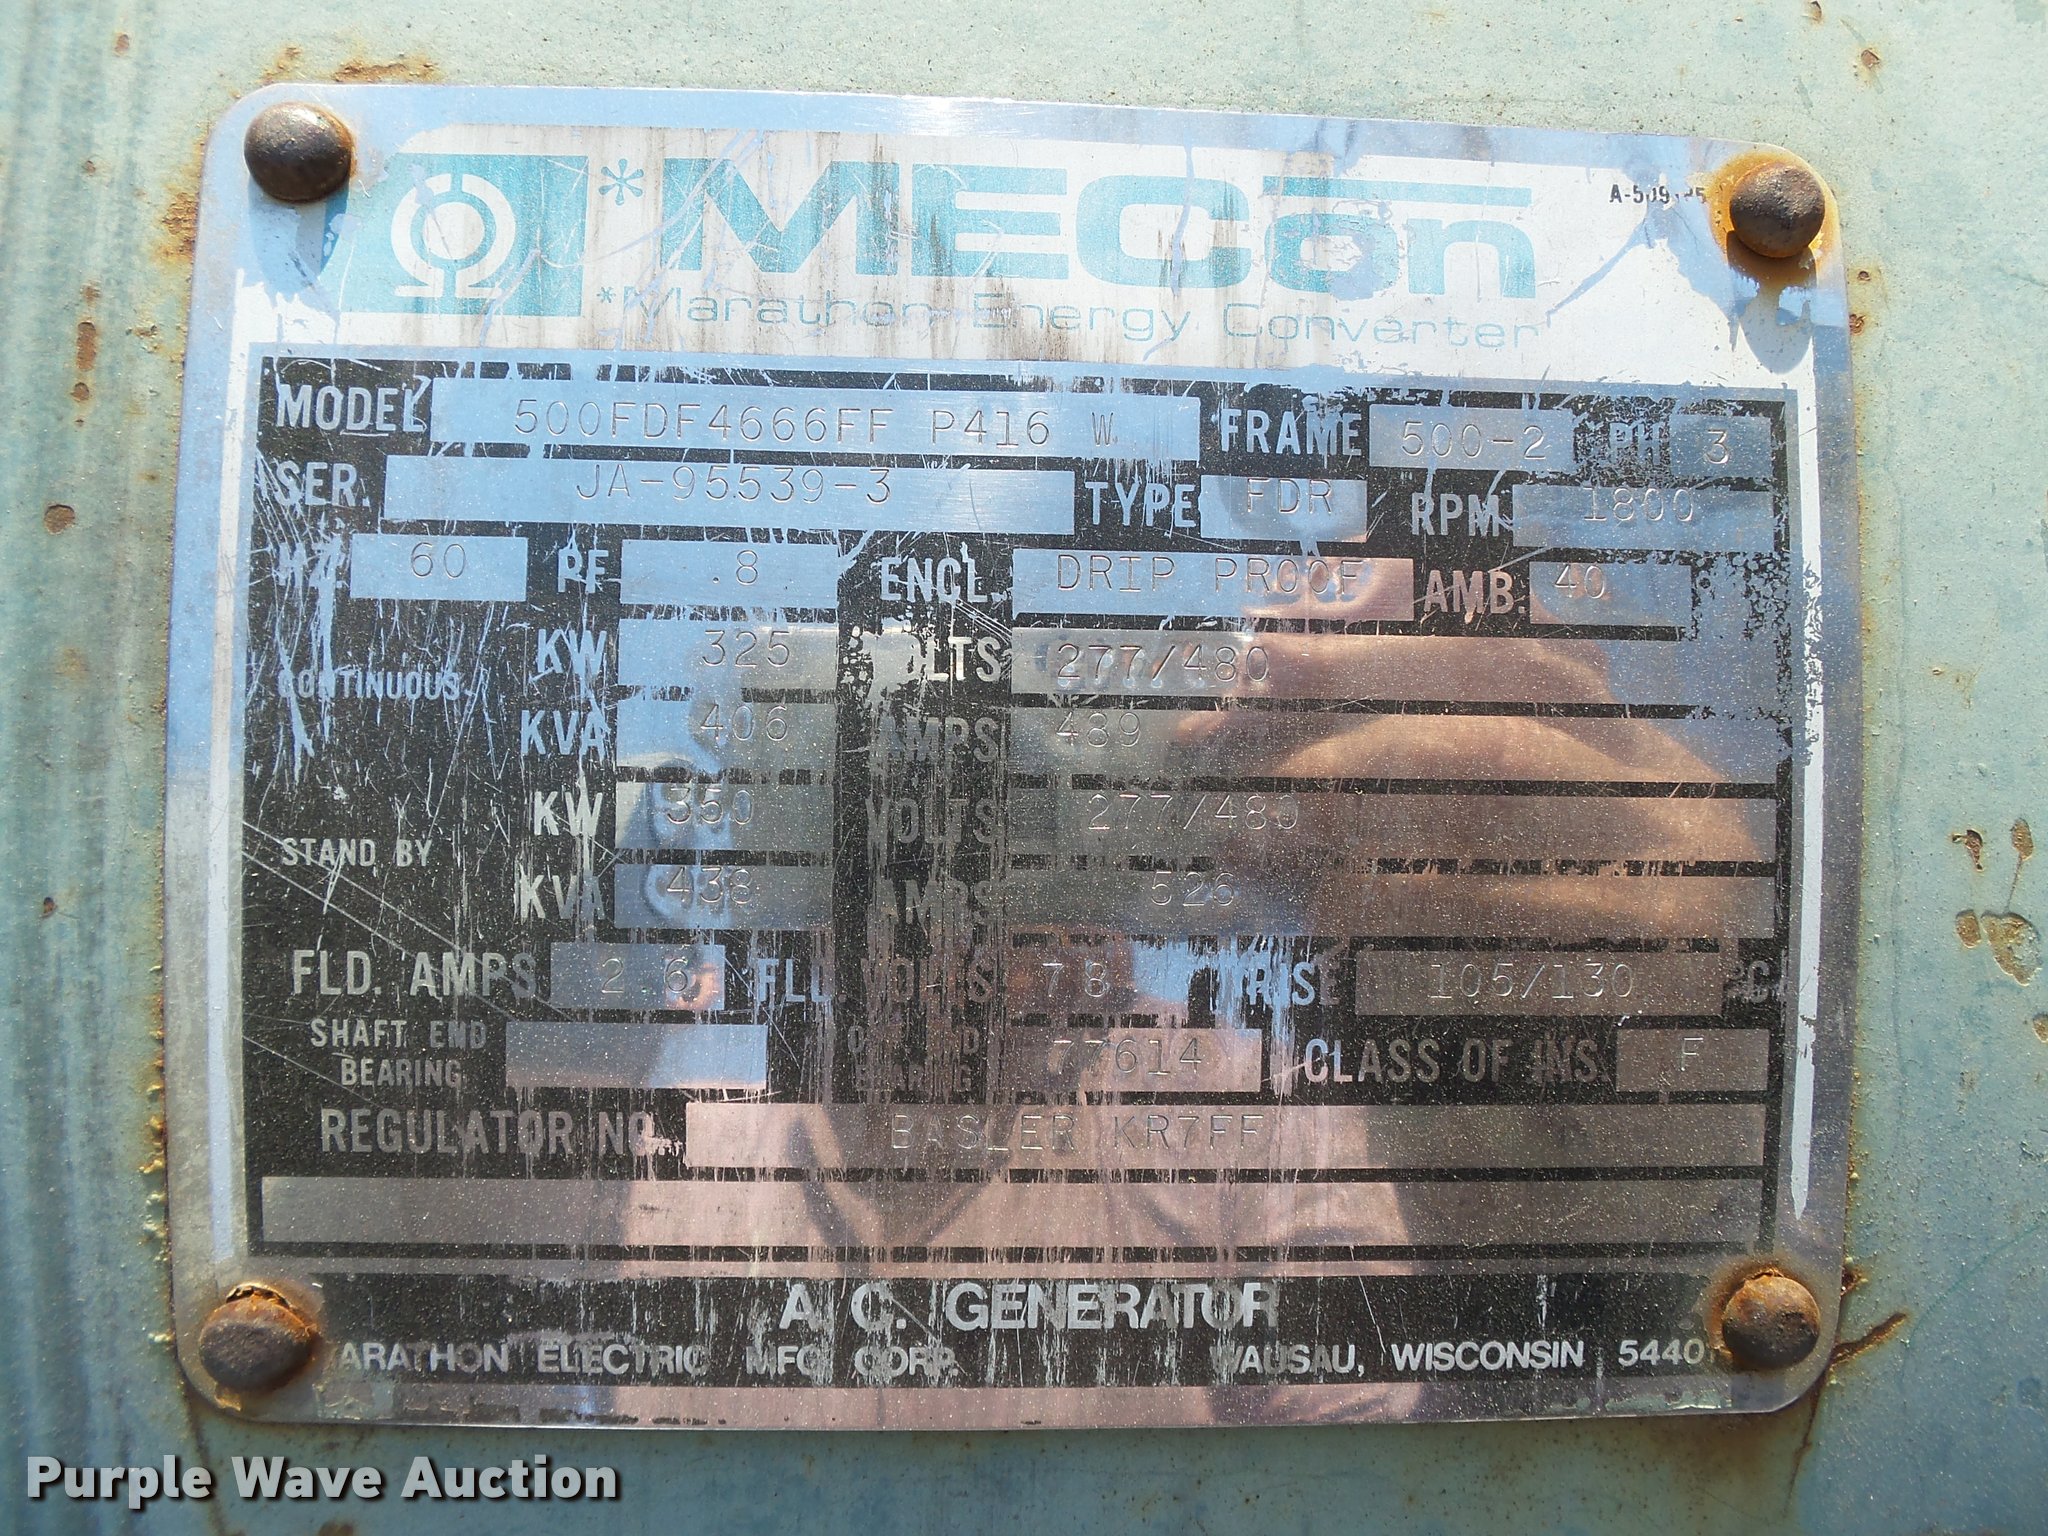 *MECon
*Marathon Energy Converter
MODEL 500FDF4666FF P416 W FRAME 500-2 PH 3
SER. JA-95539-3 TYPE FDR RPM 1800
HZ 60 PF .8 ENCL. DRIP PROOF AMB. 40
CONTINUOUS KW 325 VOLTS 277/480
KVA 406 AMPS 489
STAND BY KW 350 VOLTS 277/480
KVA 438 AMPS 526
FLD. AMPS 2.6 FLD. VOLTS 78 RISE 105/130 °C
SHAFT END BEARING 77614 CLASS OF INS. F
REGULATOR NO. BASLER KR7FF
A.C. GENERATOR
MARATHON ELECTRIC MFG. CORP. WAUSAU, WISCONSIN 54401
Purple Wave Auction